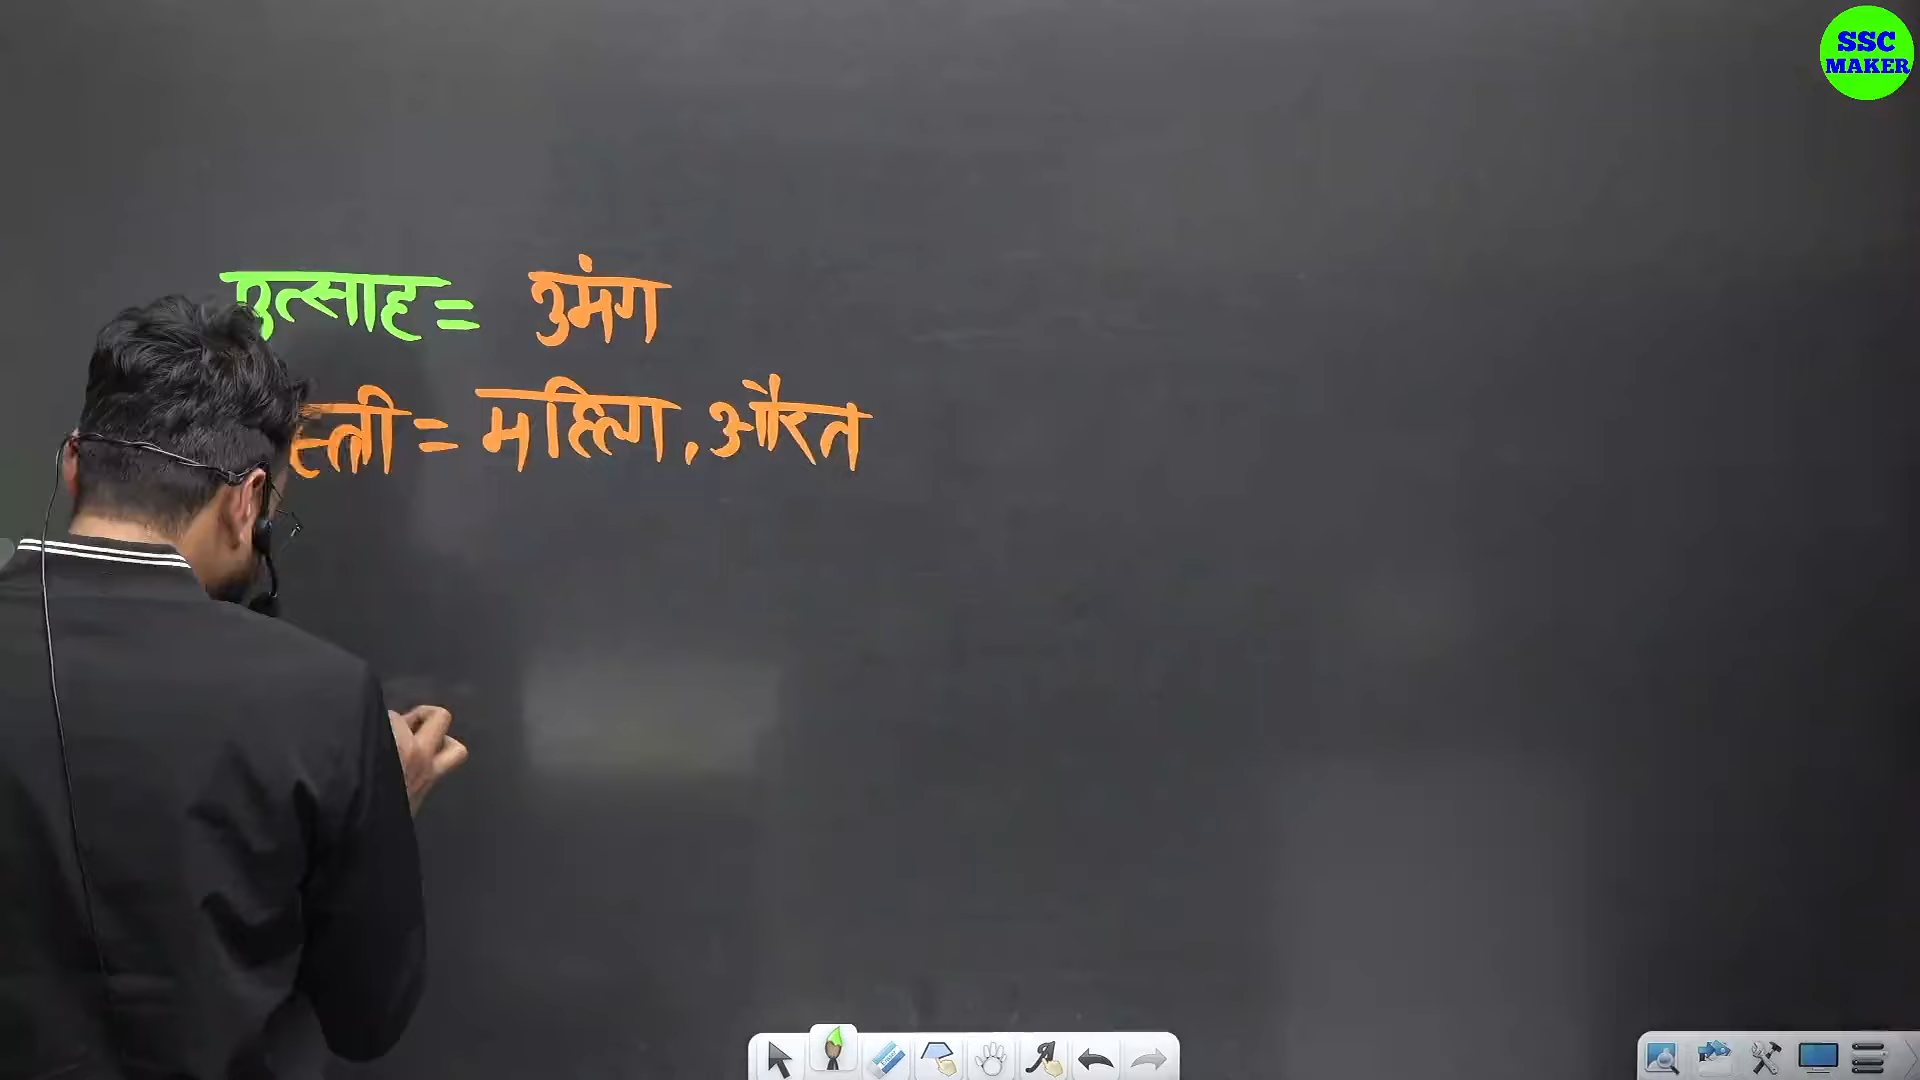 SSC
MAKER
उत्साह = उमंग
स्त्री = महिला, औरत